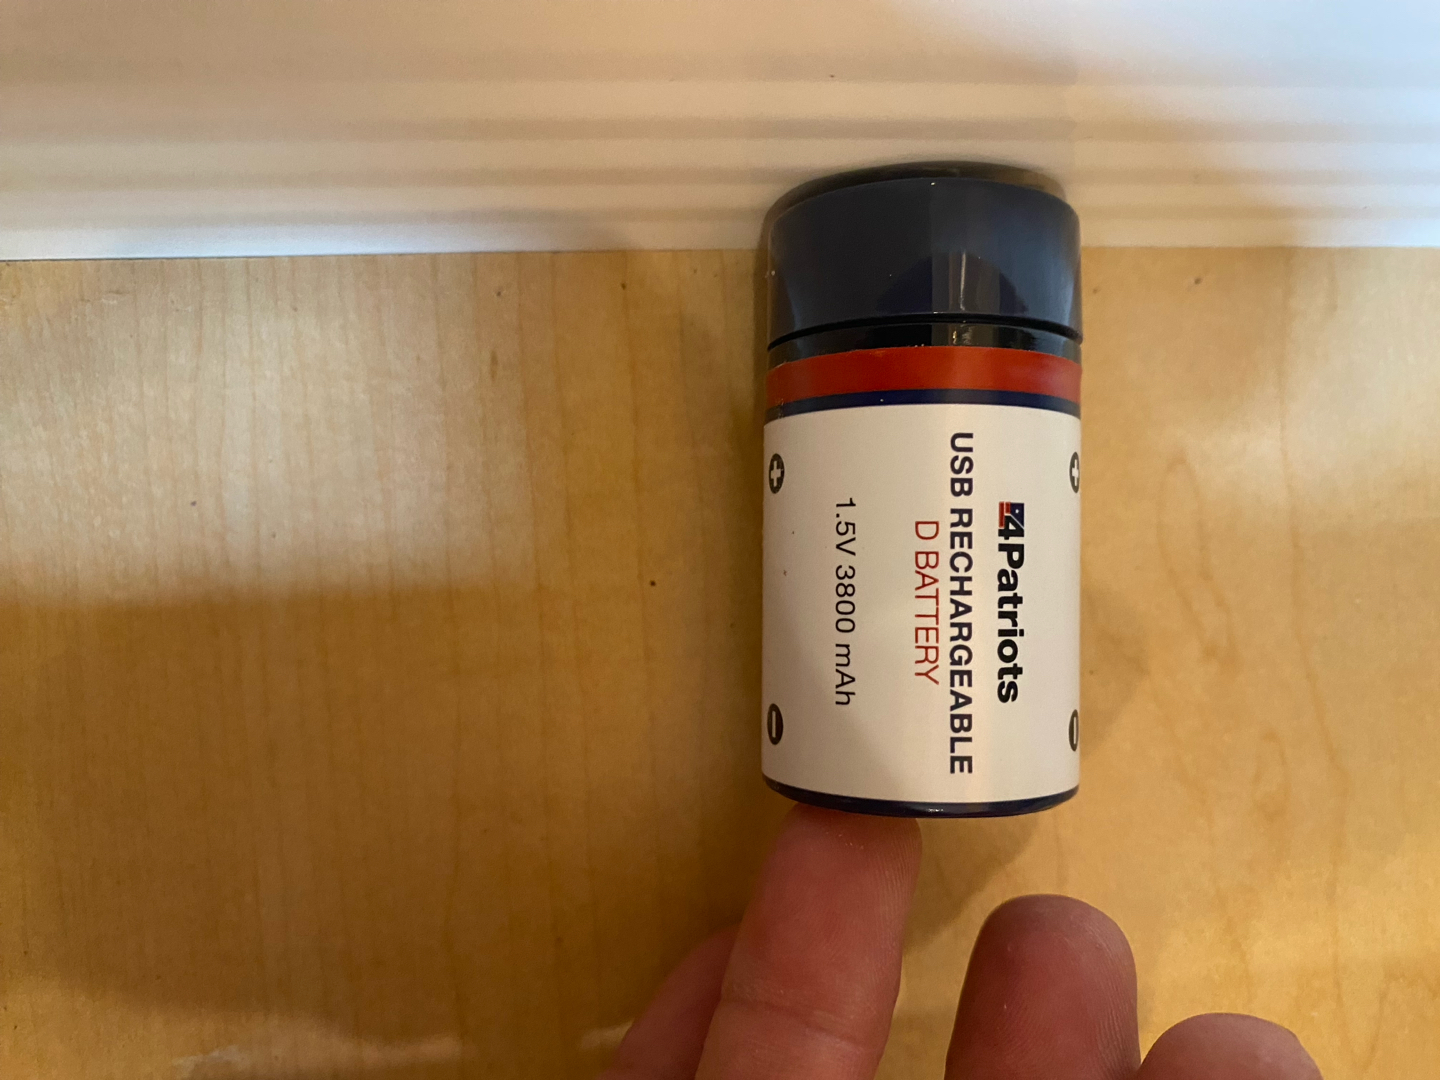 4Patriots
USB RECHARGEABLE
D BATTERY
1.5V 3800 mAh